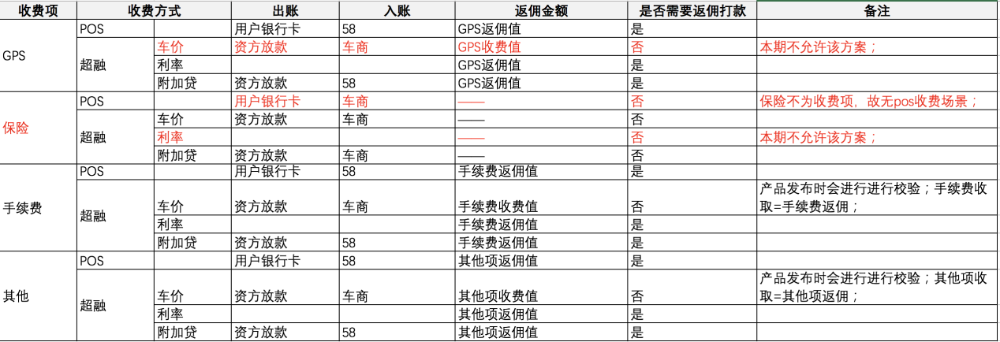 收费项 收费方式 出账 入账 返佣金额 是否需要返佣打款 备注
POS 用户银行卡 58 GPS返佣值 是
GPS 超融 车价 资方放款 车商 GPS收费值 否 本期不允许该方案；
利率 GPS返佣值 是
附加贷 资方放款 58 GPS返佣值 是
POS 用户银行卡 车商 —— 否 保险不为收费项，故无pos收费场景；
保险 超融 车价 资方放款 车商 —— 否
利率 —— 否 本期不允许该方案；
附加贷 资方放款 车商 —— 否
POS 用户银行卡 58 手续费返佣值 是
手续费 超融 车价 资方放款 车商 手续费收费值 否 产品发布时会进行进行校验；手续费收
取=手续费返佣；
利率 手续费返佣值 是
附加贷 资方放款 58 手续费返佣值 是
POS 用户银行卡 58 其他项返佣值 是
其他 超融 车价 资方放款 车商 其他项收费值 否 产品发布时会进行进行校验；其他项收
取=其他项返佣；
利率 其他项返佣值 是
附加贷 资方放款 58 其他项返佣值 是